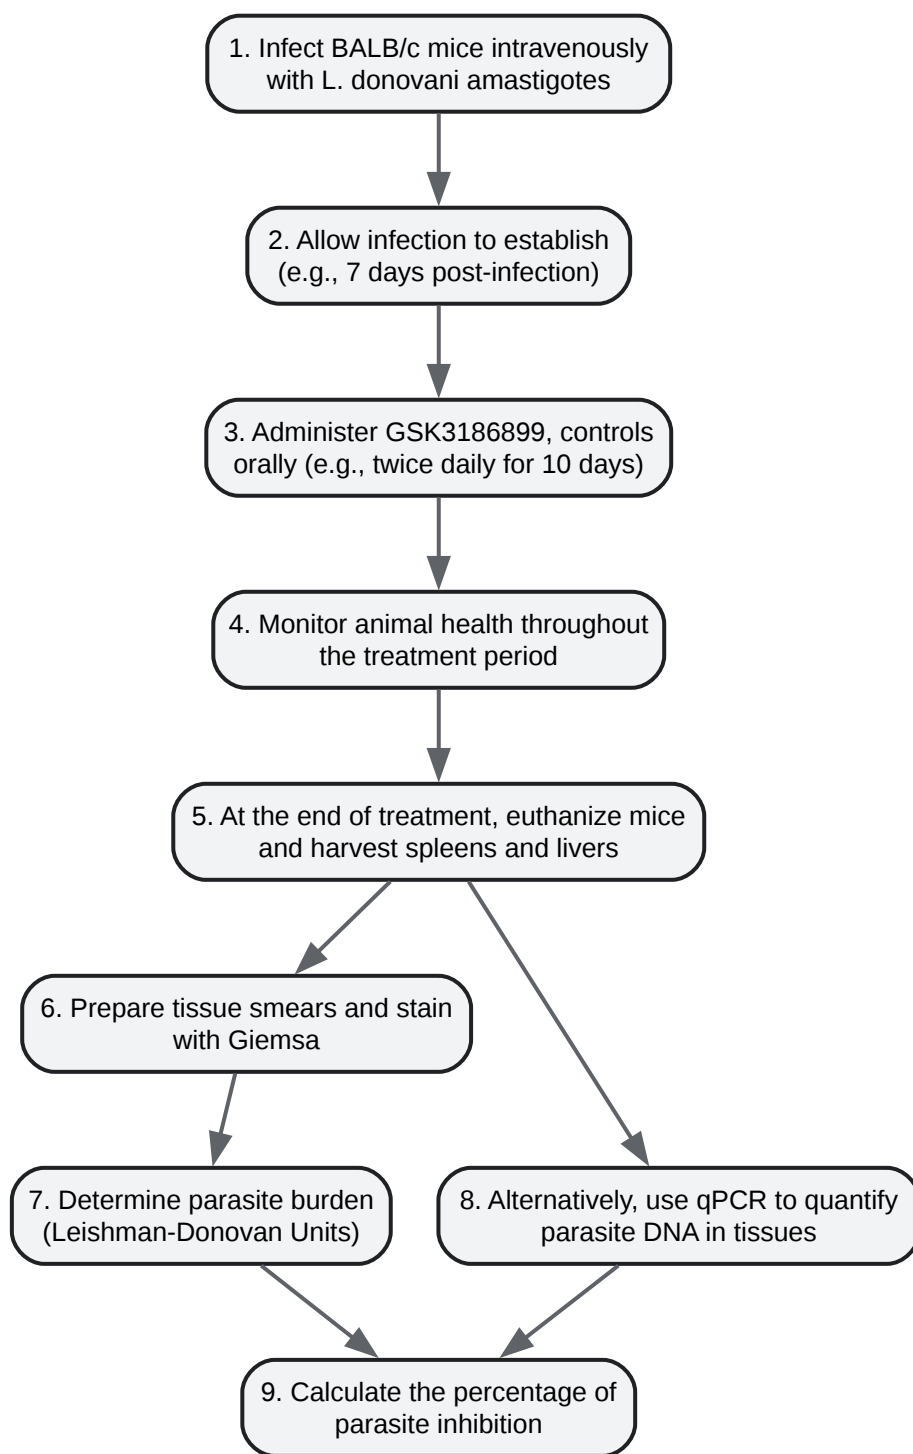 1. Infect BALB/c mice intravenously
with L. donovani amastigotes
2. Allow infection to establish
(e.g., 7 days post-infection)
3. Administer GSK3186899, controls
orally (e.g., twice daily for 10 days)
4. Monitor animal health throughout
the treatment period
5. At the end of treatment, euthanize mice
and harvest spleens and livers
6. Prepare tissue smears and stain
with Giemsa
7. Determine parasite burden
(Leishman-Donovan Units)
8. Alternatively, use qPCR to quantify
parasite DNA in tissues
9. Calculate the percentage of
parasite inhibition